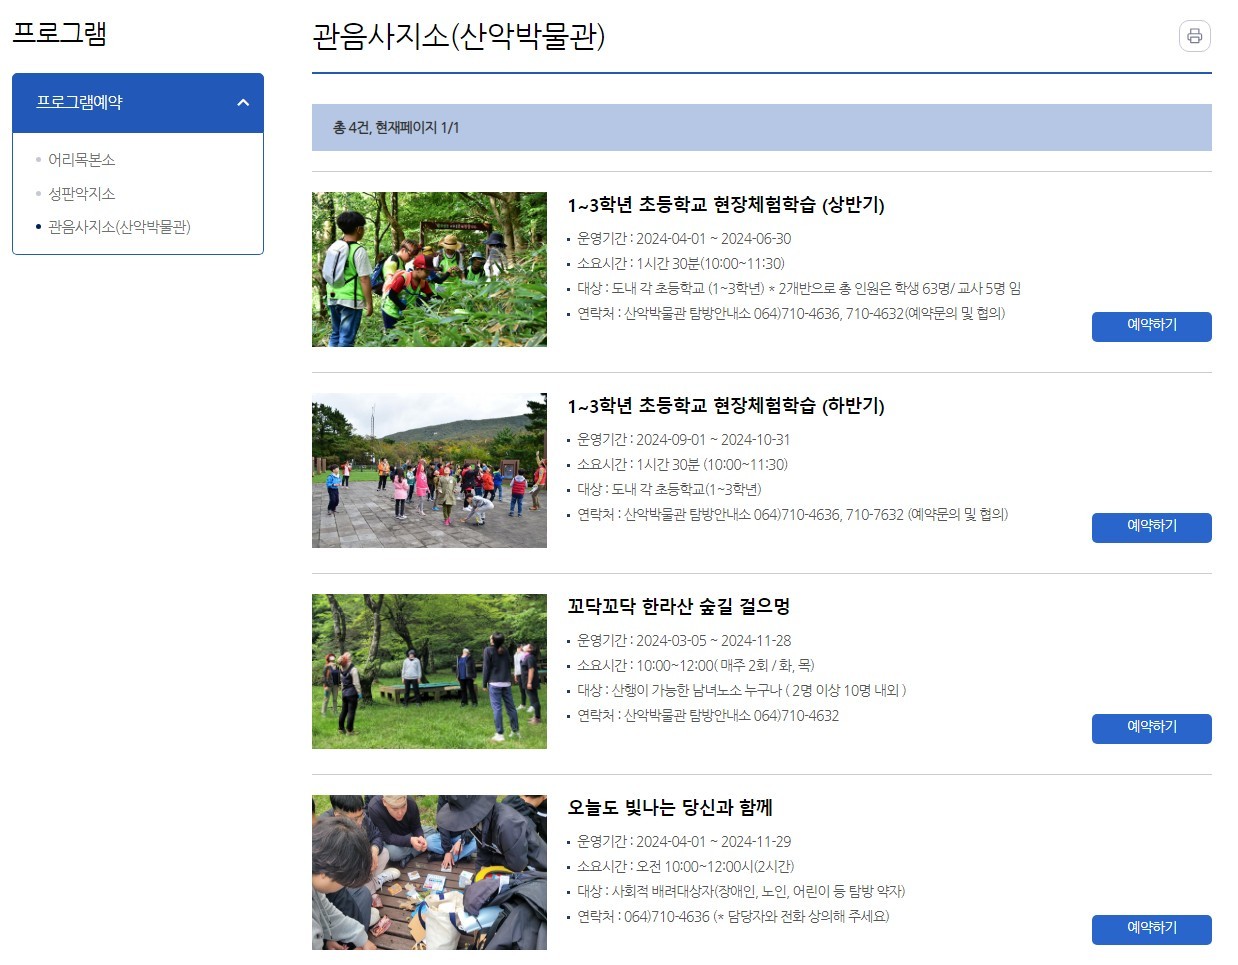 프로그램
프로그램예약
어리목본소
성판악지소
관음사지소(산악박물관)
관음사지소(산악박물관)
총 4건, 현재페이지 1/1
1~3학년 초등학교 현장체험학습 (상반기)
운영기간 : 2024-04-01 ~ 2024-06-30
소요시간 : 1시간 30분(10:00~11:30)
대상 : 도내 각 초등학교 (1~3학년) * 2개반으로 총 인원은 학생 63명/ 교사 5명 임
연락처 : 산악박물관 탐방안내소 064)710-4636, 710-4632(예약문의 및 협의)
예약하기
1~3학년 초등학교 현장체험학습 (하반기)
운영기간 : 2024-09-01 ~ 2024-10-31
소요시간 : 1시간 30분 (10:00~11:30)
대상 : 도내 각 초등학교(1~3학년)
연락처 : 산악박물관 탐방안내소 064)710-4636, 710-7632 (예약문의 및 협의)
예약하기
꼬닥꼬닥 한라산 숲길 걸으멍
운영기간 : 2024-03-05 ~ 2024-11-28
소요시간 : 10:00~12:00( 매주 2회 / 화, 목)
대상 : 산행이 가능한 남녀노소 누구나 ( 2명 이상 10명 내외 )
연락처 : 산악박물관 탐방안내소 064)710-4632
예약하기
오늘도 빛나는 당신과 함께
운영기간 : 2024-04-01 ~ 2024-11-29
소요시간 : 오전 10:00~12:00시(2시간)
대상 : 사회적 배려대상자(장애인, 노인, 어린이 등 탐방 약자)
연락처 : 064)710-4636 (* 담당자와 전화 상의해 주세요)
예약하기